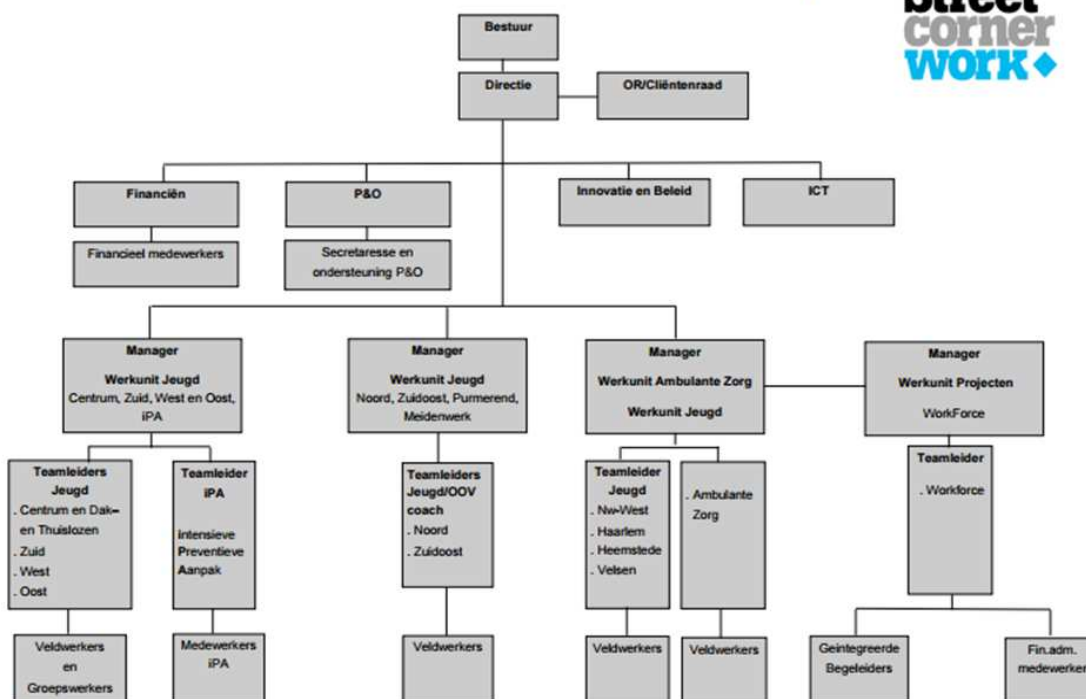 Street
corner
work
Bestuur
Directie
OR/Cliëntenraad
Financiën
P&O
Innovatie en Beleid
ICT
Financieel medewerkers
Secretaresse en
ondersteuning P&O
Manager
Werkunit Jeugd
Centrum, Zuid, West en Oost,
iPA
Manager
Werkunit Jeugd
Noord, Zuidoost, Purmerend,
Meidenwerk
Manager
Werkunit Ambulante Zorg
Werkunit Jeugd
Manager
Werkunit Projecten
WorkForce
Teamleiders
Jeugd
. Centrum en Dak–
en Thuislozen
. Zuid
. West
. Oost
Teamleider
iPA
Intensieve
Preventieve
Aanpak
Teamleiders
Jeugd/OOV
coach
. Noord
. Zuidoost
Teamleider
Jeugd
. Nw-West
. Haarlem
. Heemstede
. Velsen
. Ambulante
Zorg
Teamleider
. Workforce
Veldwerkers
en
Groepswerkers
Medewerkers
iPA
Veldwerkers
Veldwerkers
Veldwerkers
Geintegreerde
Begeleiders
Fin.adm.
medewerker